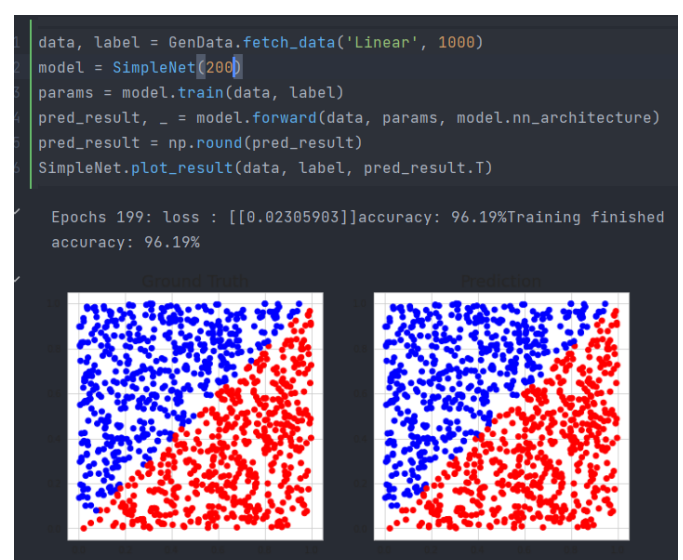 1 data, label = GenData.fetch_data('Linear', 1000)
2 model = SimpleNet(200)
3 params = model.train(data, label)
4 pred_result, _ = model.forward(data, params, model.nn_architecture)
5 pred_result = np.round(pred_result)
6 SimpleNet.plot_result(data, label, pred_result.T)
Epochs 199: loss : [[0.02305903]]accuracy: 96.19%Training finished
accuracy: 96.19%
Ground Truth Prediction